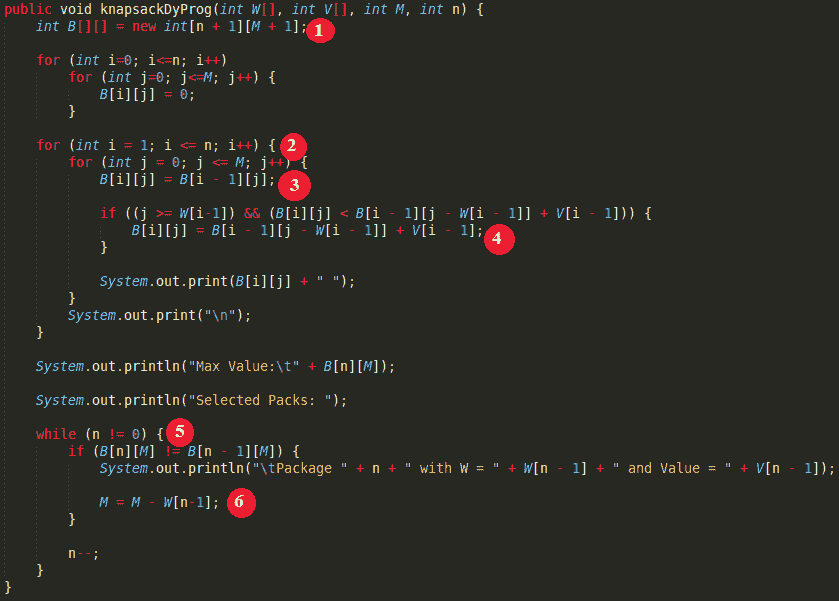 public void knapsackDyProg(int W[], int V[], int M, int n) {
    int B[][] = new int[n + 1][M + 1]; 1

    for (int i=0; i<=n; i++)
        for (int j=0; j<=M; j++) {
            B[i][j] = 0;
        }

    for (int i = 1; i <= n; i++) { 2
        for (int j = 0; j <= M; j++) {
            B[i][j] = B[i - 1][j]; 3

            if ((j >= W[i-1]) && (B[i][j] < B[i - 1][j - W[i - 1]] + V[i - 1])) {
                B[i][j] = B[i - 1][j - W[i - 1]] + V[i - 1]; 4
            }

            System.out.print(B[i][j] + " ");
        }
        System.out.print("\n");
    }

    System.out.println("Max Value:\t" + B[n][M]);

    System.out.println("Selected Packs: ");

    while (n != 0) { 5
        if (B[n][M] != B[n - 1][M]) {
            System.out.println("\tPackage " + n + " with W = " + W[n - 1] + " and Value = " + V[n - 1]);

            M = M - W[n-1]; 6
        }

        n--;
    }
}